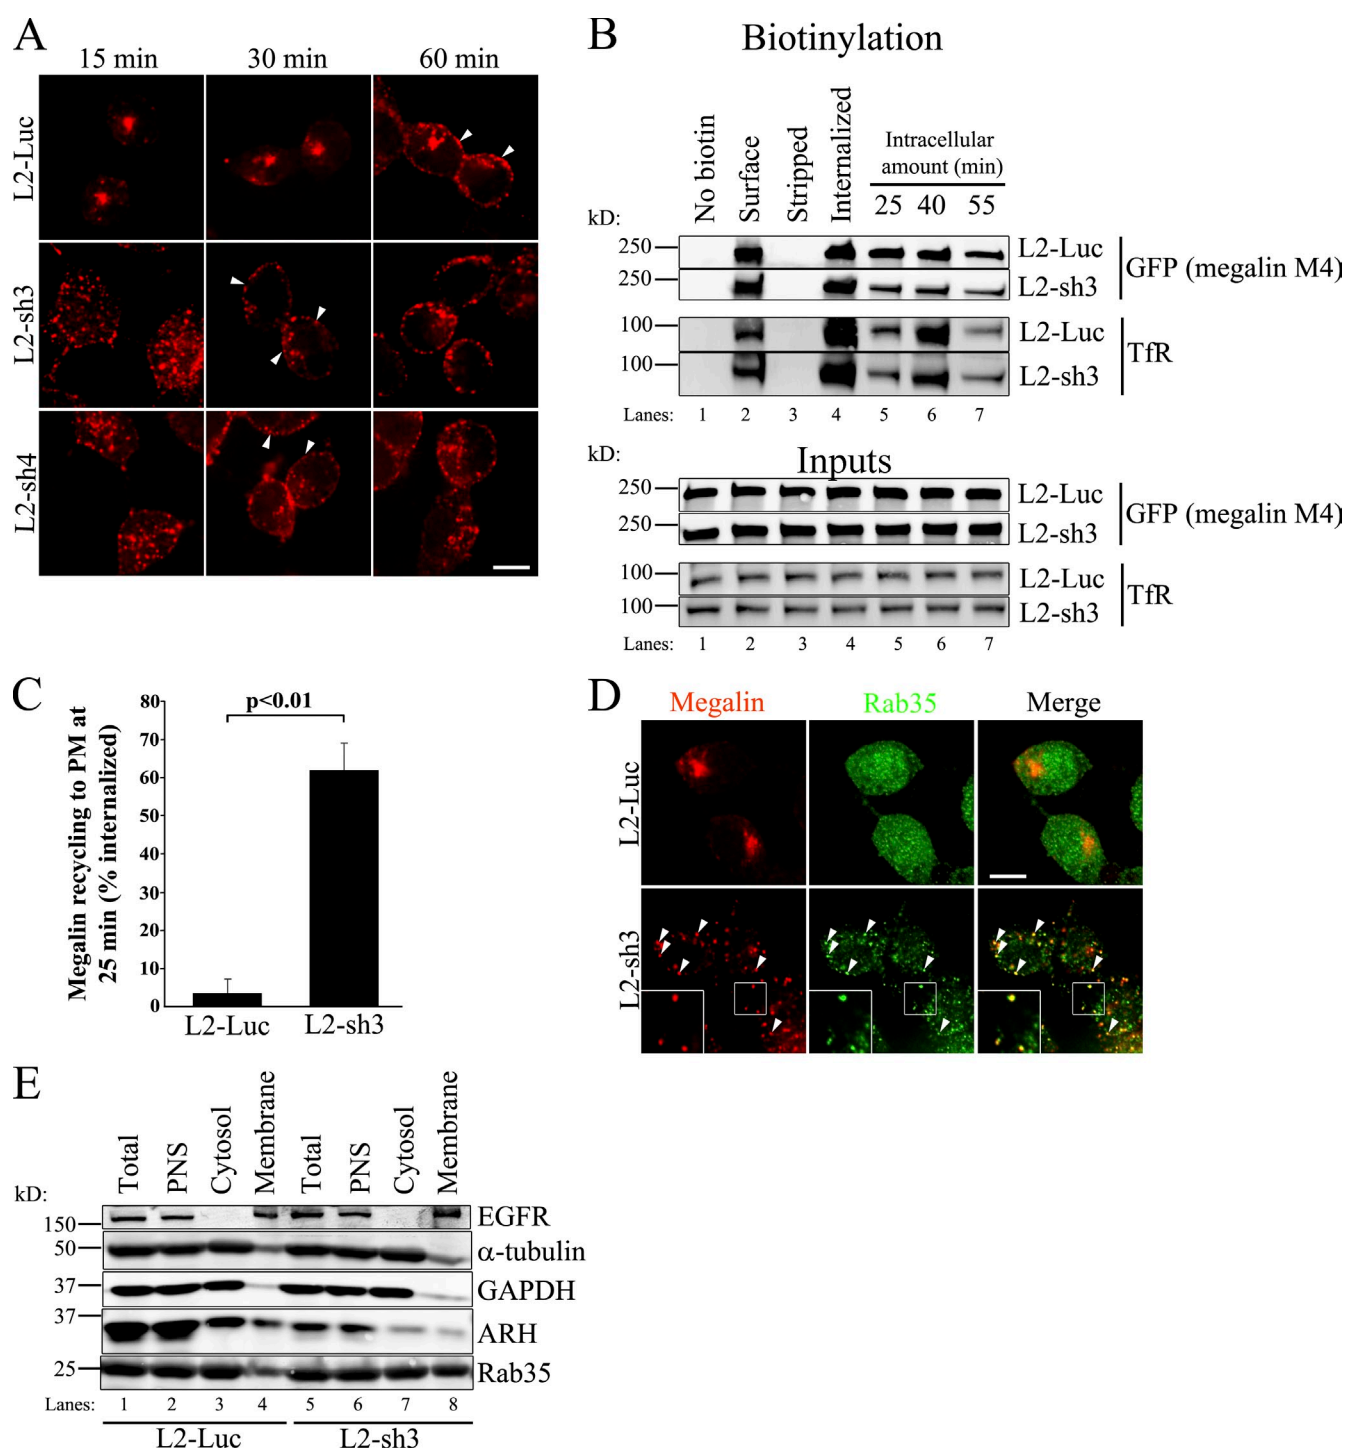 A
15 min
30 min
60 min
L2-Luc
L2-sh3
L2-sh4
B
Biotinylation
No biotin
Surface
Stripped
Internalized
Intracellular
amount (min)
25 40 55
kD:
250
L2-Luc
250
L2-sh3
GFP (megalin M4)
100
L2-Luc
100
L2-sh3
TfR
Lanes: 1 2 3 4 5 6 7
kD:
Inputs
250
L2-Luc
250
L2-sh3
GFP (megalin M4)
100
L2-Luc
100
L2-sh3
TfR
Lanes: 1 2 3 4 5 6 7
C
Megalin recycling to PM at
25 min (% internalized)
80
70
60
50
40
30
20
10
0
p<0.01
L2-Luc
L2-sh3
D
Megalin
Rab35
Merge
L2-Luc
L2-sh3
E
Total
PNS
Cytosol
Membrane
Total
PNS
Cytosol
Membrane
kD:
150
EGFR
50
α-tubulin
37
GAPDH
37
ARH
25
Rab35
Lanes: 1 2 3 4 5 6 7 8
L2-Luc
L2-sh3